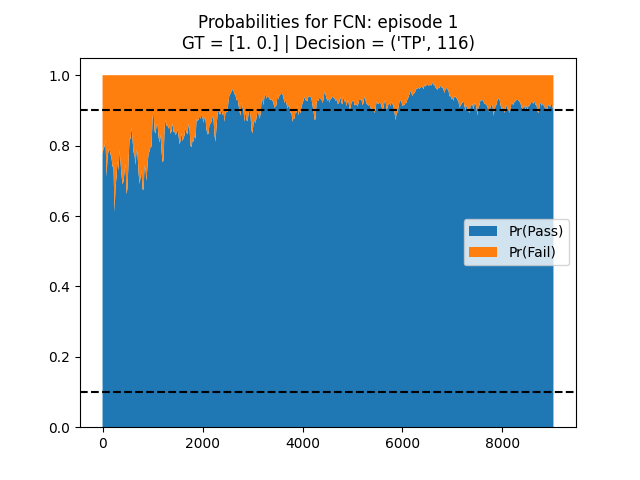 Probabilities for FCN: episode 1
GT = [1. 0.] | Decision = ('TP', 116)
1.0
0.8
0.6
0.4
0.2
0.0
Pr(Pass)
Pr(Fail)
0
2000
4000
6000
8000